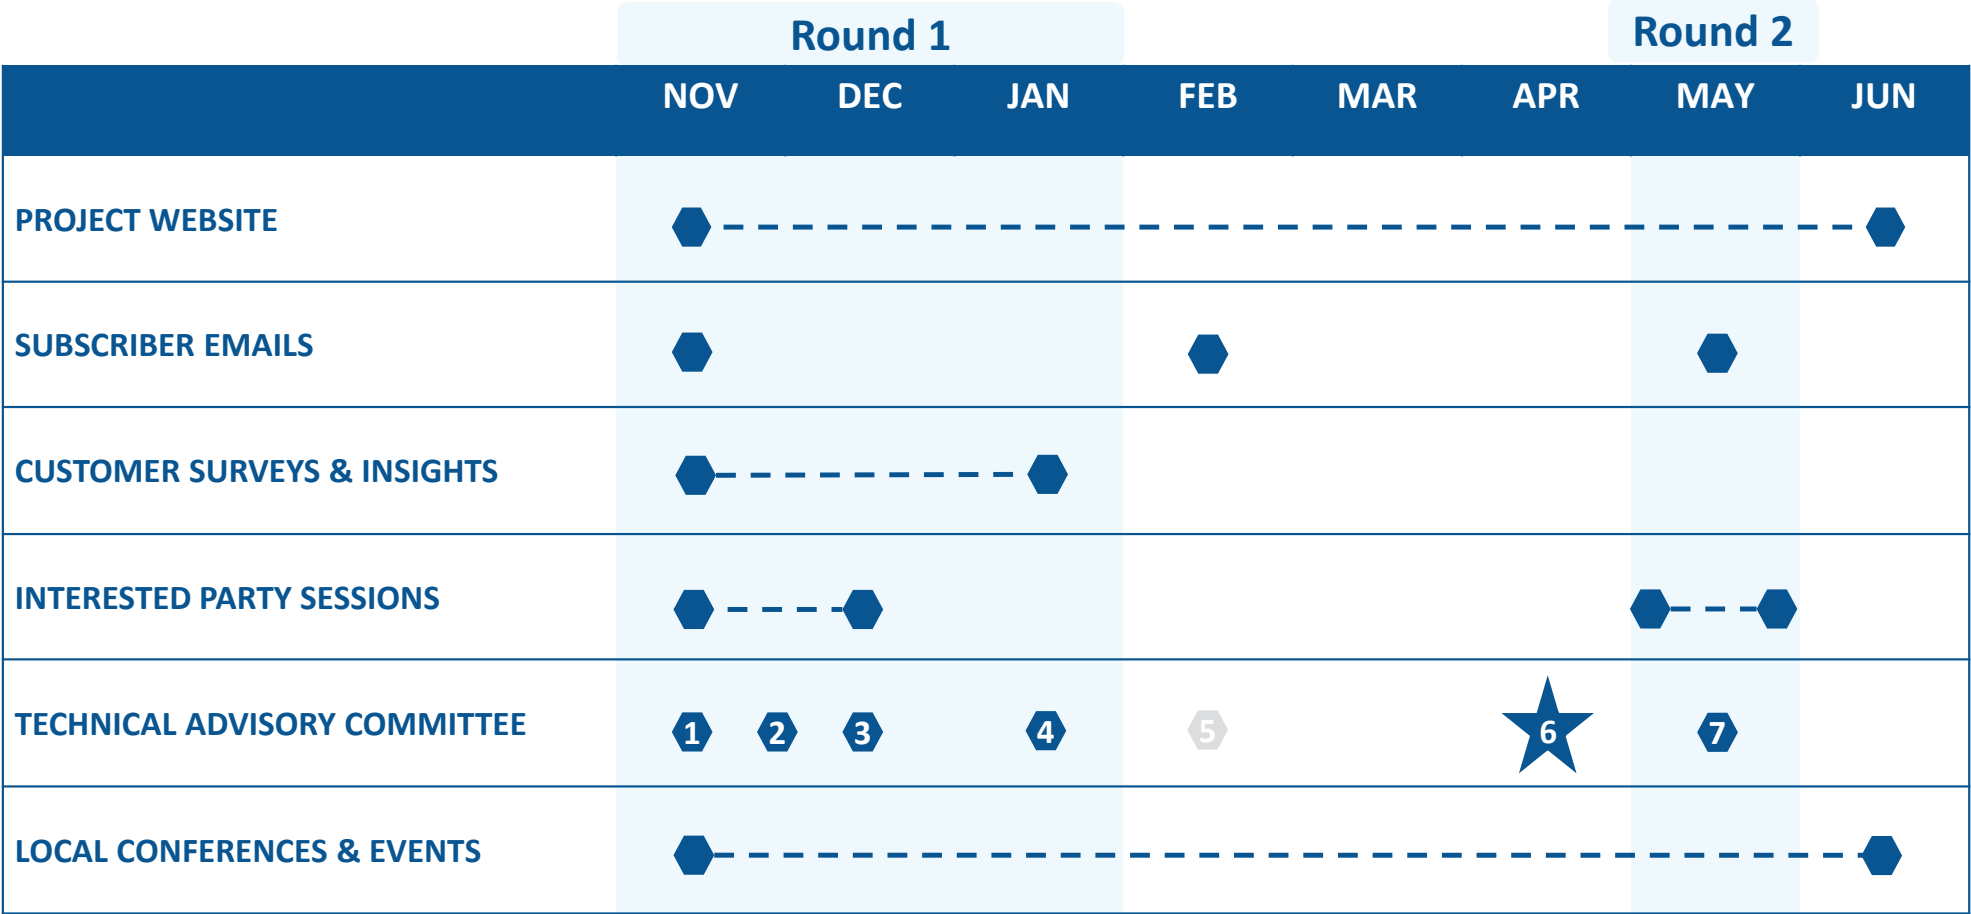 Round 1
Round 2
NOV DEC JAN FEB MAR APR MAY JUN
PROJECT WEBSITE
SUBSCRIBER EMAILS
CUSTOMER SURVEYS & INSIGHTS
INTERESTED PARTY SESSIONS
TECHNICAL ADVISORY COMMITTEE 1 2 3 4 5 6 7
LOCAL CONFERENCES & EVENTS